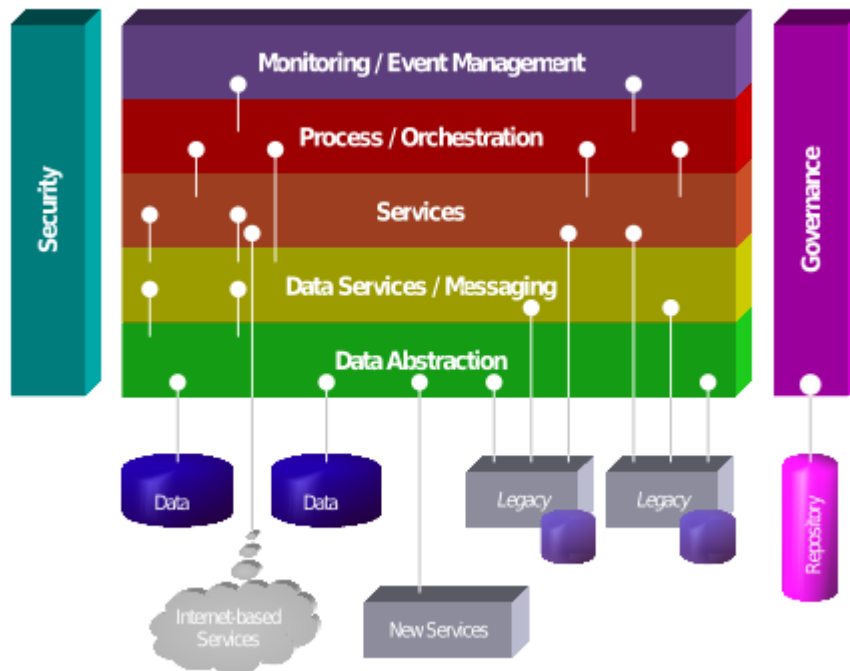 Monitoring / Event Management
Process / Orchestration
Services
Data Services / Messaging
Data Abstraction
Security
Governance
Data
Data
Legacy
Legacy
Repository
Internet-based
Services
New Services